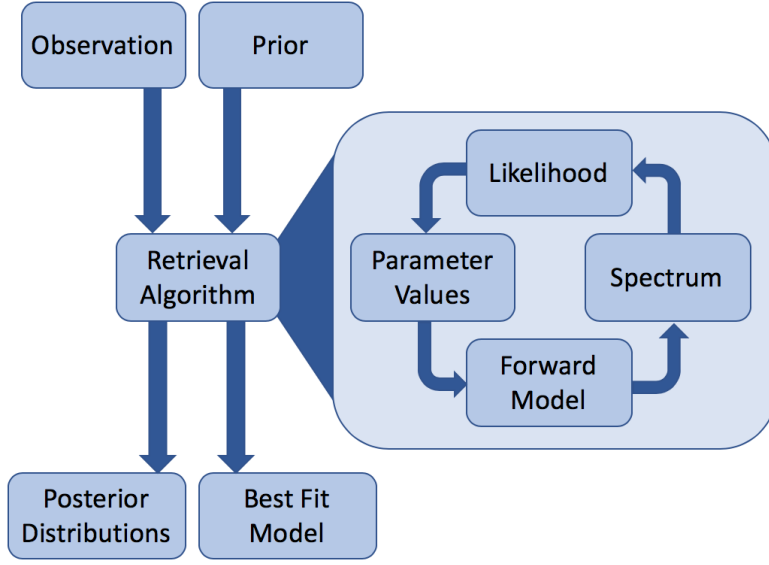 Observation
Prior
Likelihood
Retrieval
Algorithm
Parameter
Values
Spectrum
Forward
Model
Posterior
Distributions
Best Fit
Model